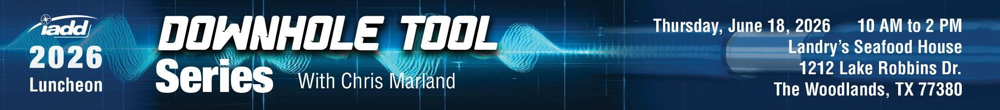 iadd
2026
Luncheon
DOWNHOLE TOOL
Series
With Chris Marland
Thursday, June 18, 2026 10 AM to 2 PM
Landry's Seafood House
1212 Lake Robbins Dr.
The Woodlands, TX 77380